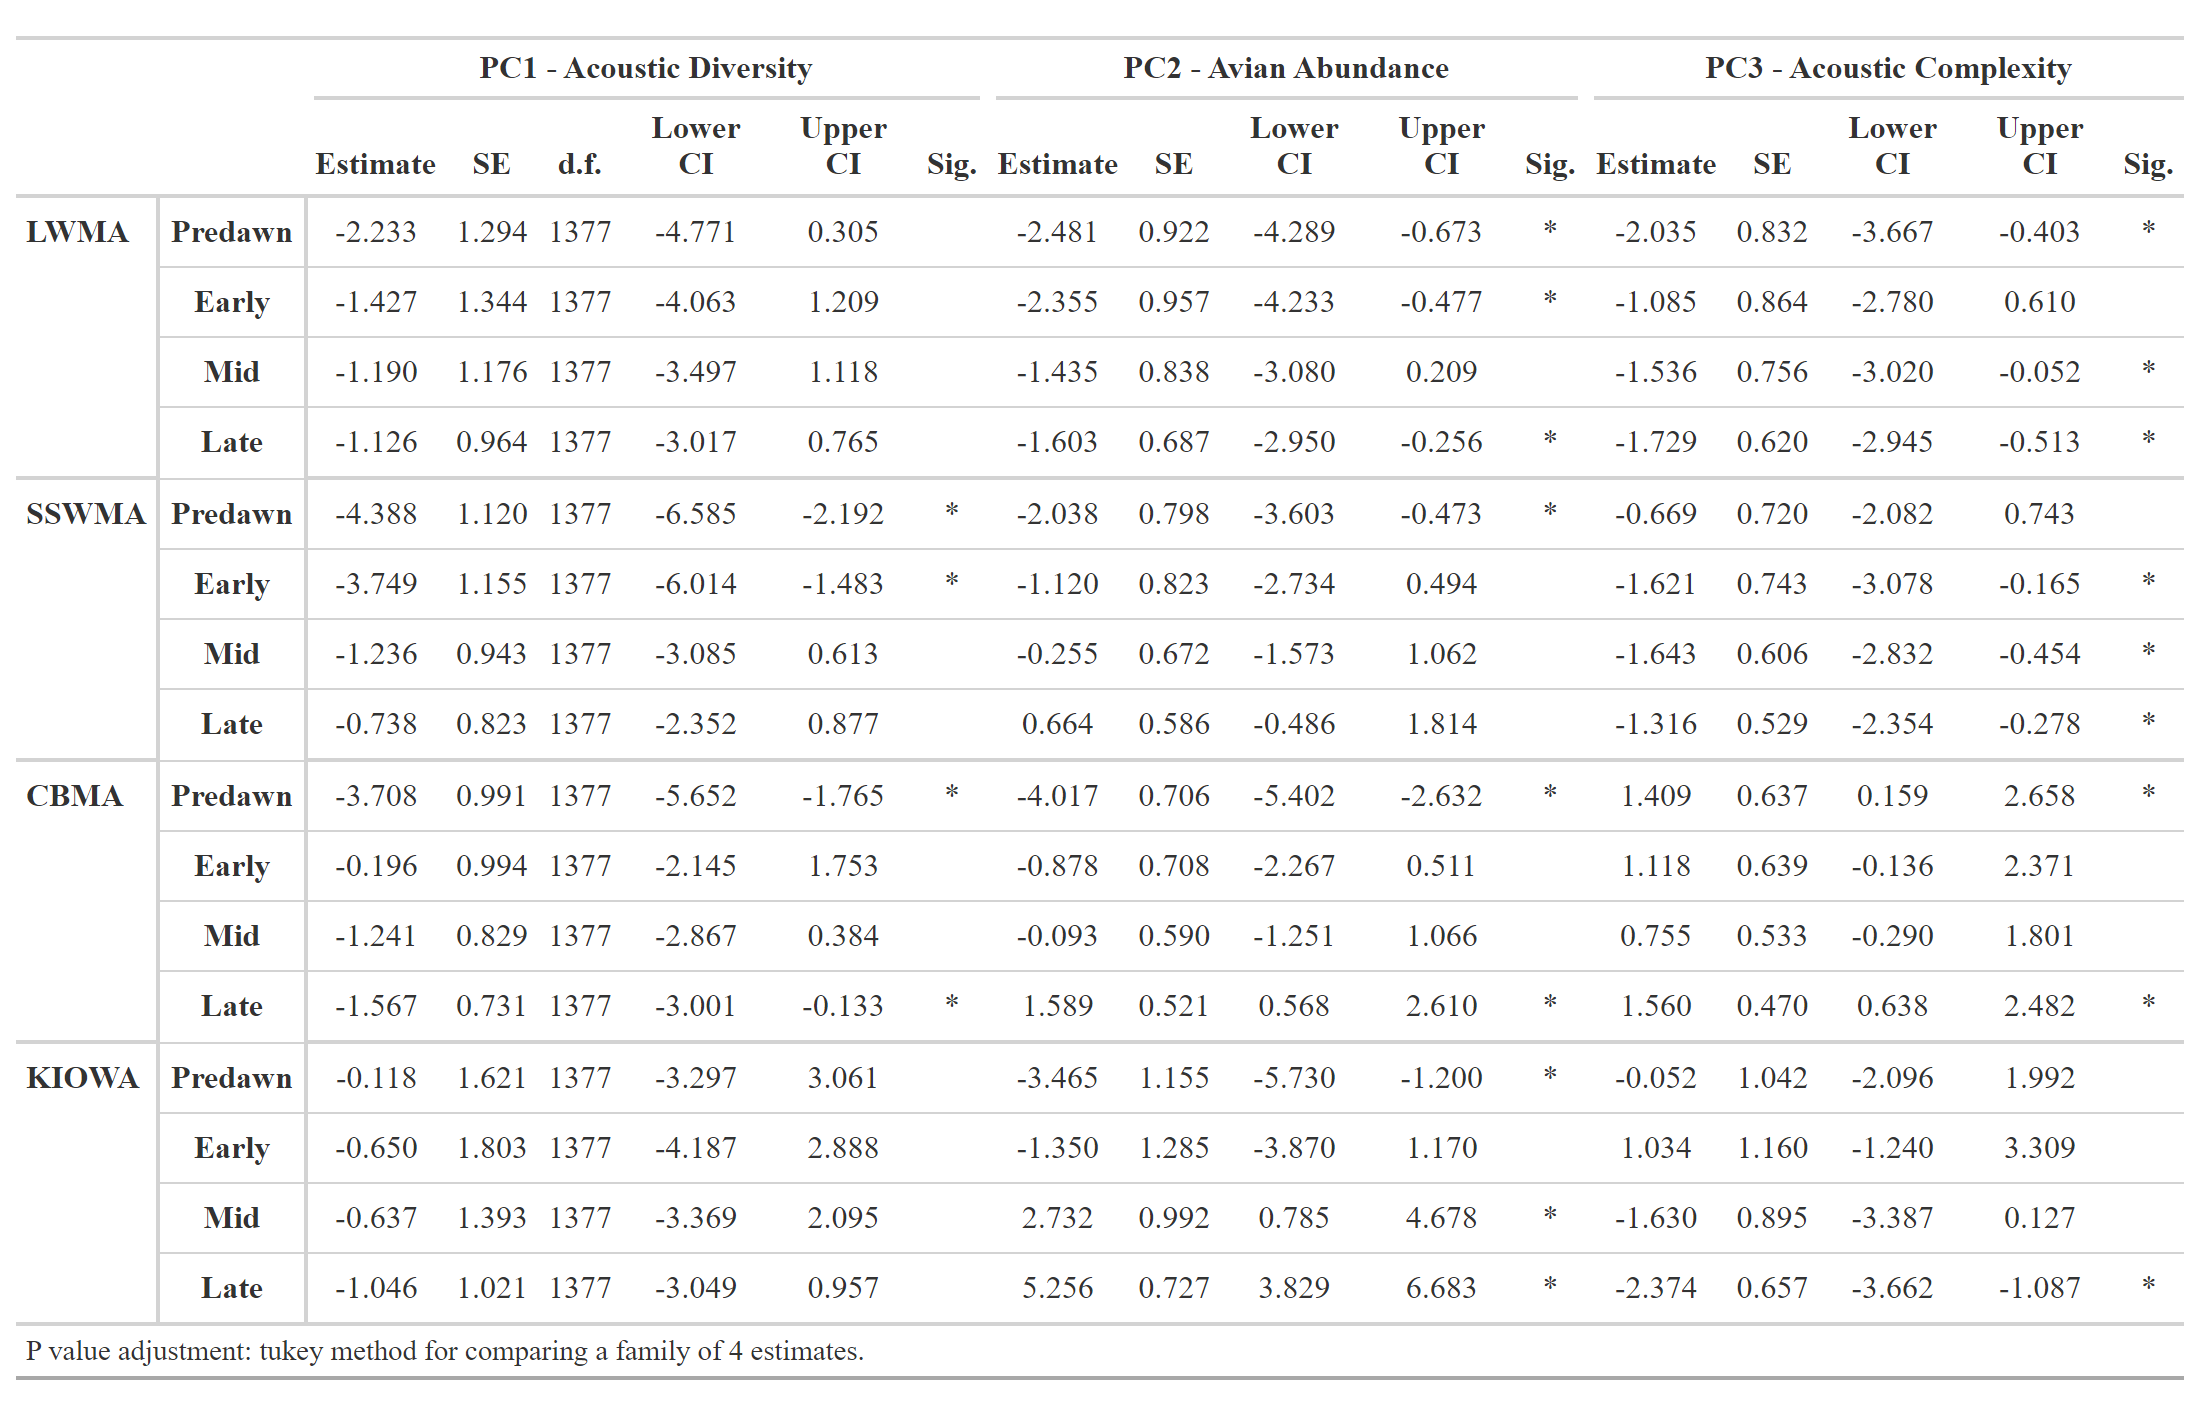 PC1 - Acoustic Diversity PC2 - Avian Abundance PC3 - Acoustic Complexity
Estimate SE d.f. Lower CI Upper CI Sig. Estimate SE Lower CI Upper CI Sig. Estimate SE Lower CI Upper CI Sig.
LWMA Predawn -2.233 1.294 1377 -4.771 0.305 -2.481 0.922 -4.289 -0.673 * -2.035 0.832 -3.667 -0.403 *
Early -1.427 1.344 1377 -4.063 1.209 -2.355 0.957 -4.233 -0.477 * -1.085 0.864 -2.780 0.610
Mid -1.190 1.176 1377 -3.497 1.118 -1.435 0.838 -3.080 0.209 -1.536 0.756 -3.020 -0.052 *
Late -1.126 0.964 1377 -3.017 0.765 -1.603 0.687 -2.950 -0.256 * -1.729 0.620 -2.945 -0.513 *
SSWMA Predawn -4.388 1.120 1377 -6.585 -2.192 * -2.038 0.798 -3.603 -0.473 * -0.669 0.720 -2.082 0.743
Early -3.749 1.155 1377 -6.014 -1.483 * -1.120 0.823 -2.734 0.494 -1.621 0.743 -3.078 -0.165 *
Mid -1.236 0.943 1377 -3.085 0.613 -0.255 0.672 -1.573 1.062 -1.643 0.606 -2.832 -0.454 *
Late -0.738 0.823 1377 -2.352 0.877 0.664 0.586 -0.486 1.814 -1.316 0.529 -2.354 -0.278 *
CBMA Predawn -3.708 0.991 1377 -5.652 -1.765 * -4.017 0.706 -5.402 -2.632 * 1.409 0.637 0.159 2.658 *
Early -0.196 0.994 1377 -2.145 1.753 -0.878 0.708 -2.267 0.511 1.118 0.639 -0.136 2.371
Mid -1.241 0.829 1377 -2.867 0.384 -0.093 0.590 -1.251 1.066 0.755 0.533 -0.290 1.801
Late -1.567 0.731 1377 -3.001 -0.133 * 1.589 0.521 0.568 2.610 * 1.560 0.470 0.638 2.482 *
KIOWA Predawn -0.118 1.621 1377 -3.297 3.061 -3.465 1.155 -5.730 -1.200 * -0.052 1.042 -2.096 1.992
Early -0.650 1.803 1377 -4.187 2.888 -1.350 1.285 -3.870 1.170 1.034 1.160 -1.240 3.309
Mid -0.637 1.393 1377 -3.369 2.095 2.732 0.992 0.785 4.678 * -1.630 0.895 -3.387 0.127
Late -1.046 1.021 1377 -3.049 0.957 5.256 0.727 3.829 6.683 * -2.374 0.657 -3.662 -1.087 *
P value adjustment: tukey method for comparing a family of 4 estimates.